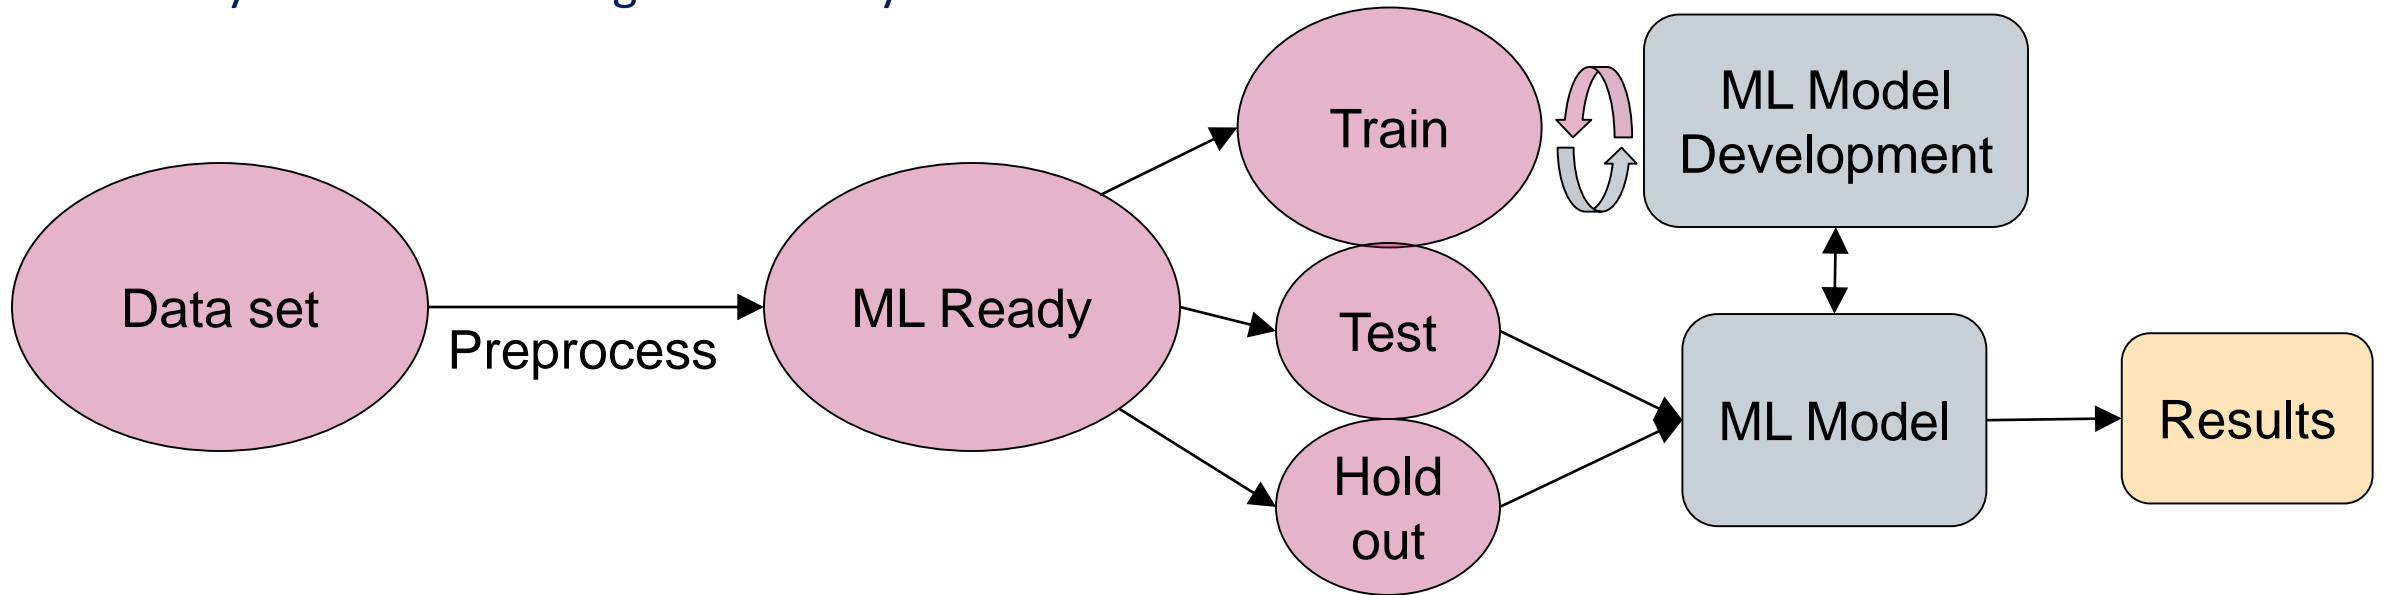 Data set
Preprocess
ML Ready
Train
Test
Hold
out
ML Model
Development
ML Model
Results